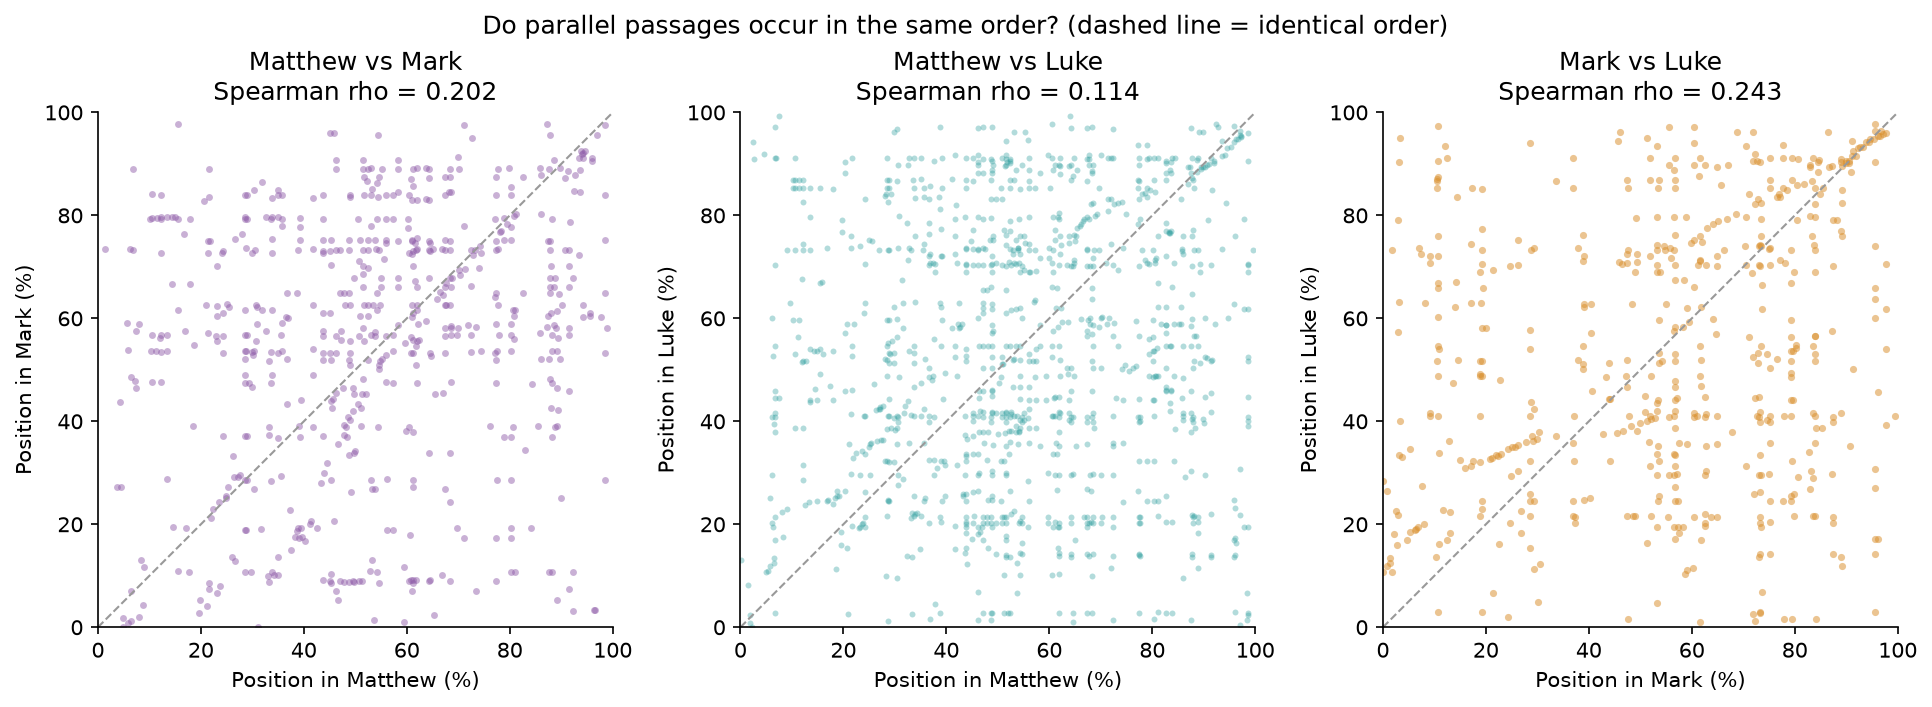 Do parallel passages occur in the same order? (dashed line = identical order)
Matthew vs Mark
Spearman rho = 0.202
100
80
60
40
20
0
0 20 40 60 80 100
Position in Mark (%)
Position in Matthew (%)
Matthew vs Luke
Spearman rho = 0.114
100
80
60
40
20
0
0 20 40 60 80 100
Position in Luke (%)
Position in Matthew (%)
Mark vs Luke
Spearman rho = 0.243
100
80
60
40
20
0
0 20 40 60 80 100
Position in Luke (%)
Position in Mark (%)